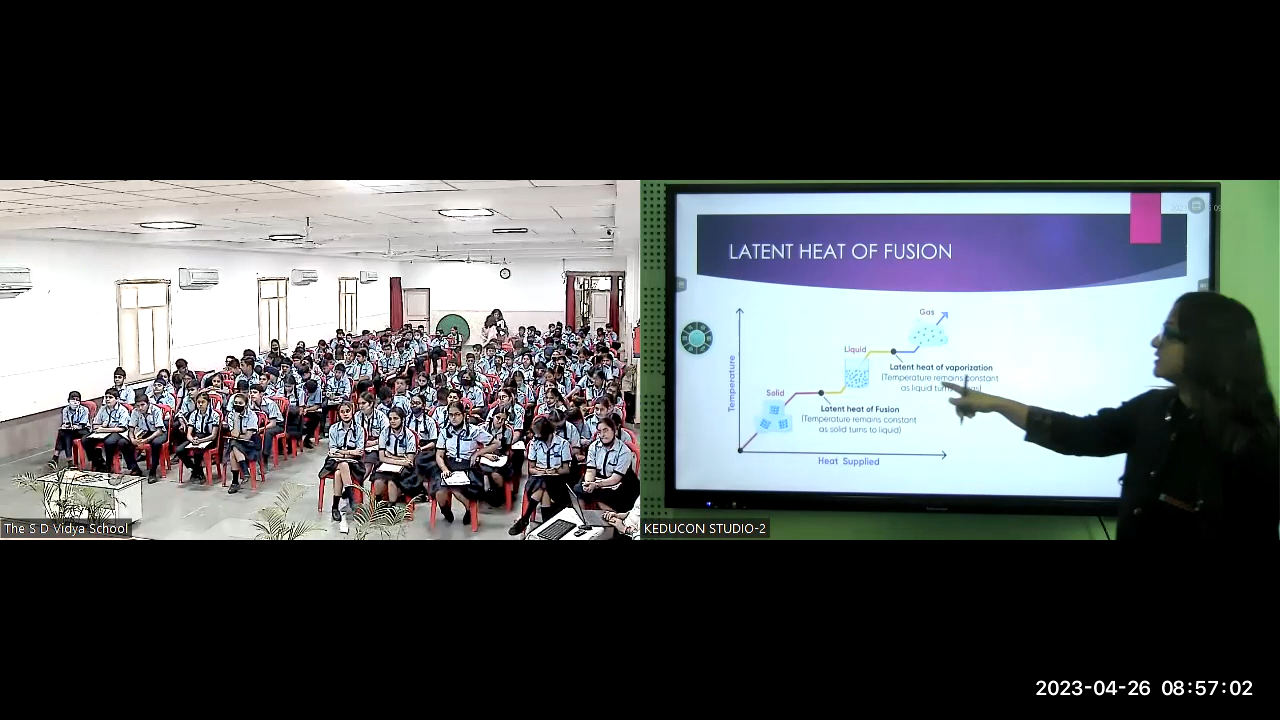 The S D Vidya School
KEDUCON STUDIO-2
LATENT HEAT OF FUSION
Gas
Liquid
Latent heat of vaporization
(Temperature remains constant
as liquid
Solid
Latent heat of Fusion
(Temperature remains constant
as solid turns to liquid)
Temperature
Heat Supplied
2023-04-26 08:57:02